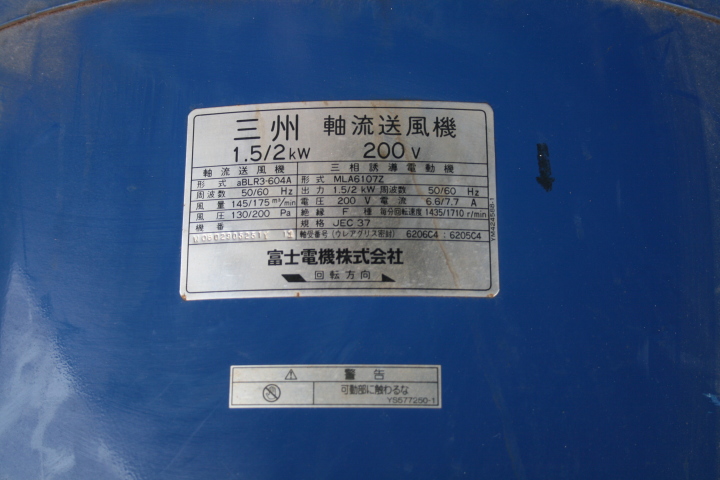 三州 軸流送風機
1.5/2kW 200V
軸流送風機 三相誘導電動機
形式 aBLR3-604A 形式 MLA6107Z
周波数 50/60 Hz 出力 1.5/2 kW 周波数 50/60 Hz
風量 145/175 m³/min 電圧 200 V 電流 6.6/7.7 A
風圧 130/200 Pa 絶縁 F 種 毎分回転速度 1435/1710 r/min
機番 規格 JEC 37
軸受番号(ウレアグリス密封) 6206C4 : 6205C4
富士電機株式会社
回転方向
YM424568-1
警告
可動部に触わるな
YS577250-1